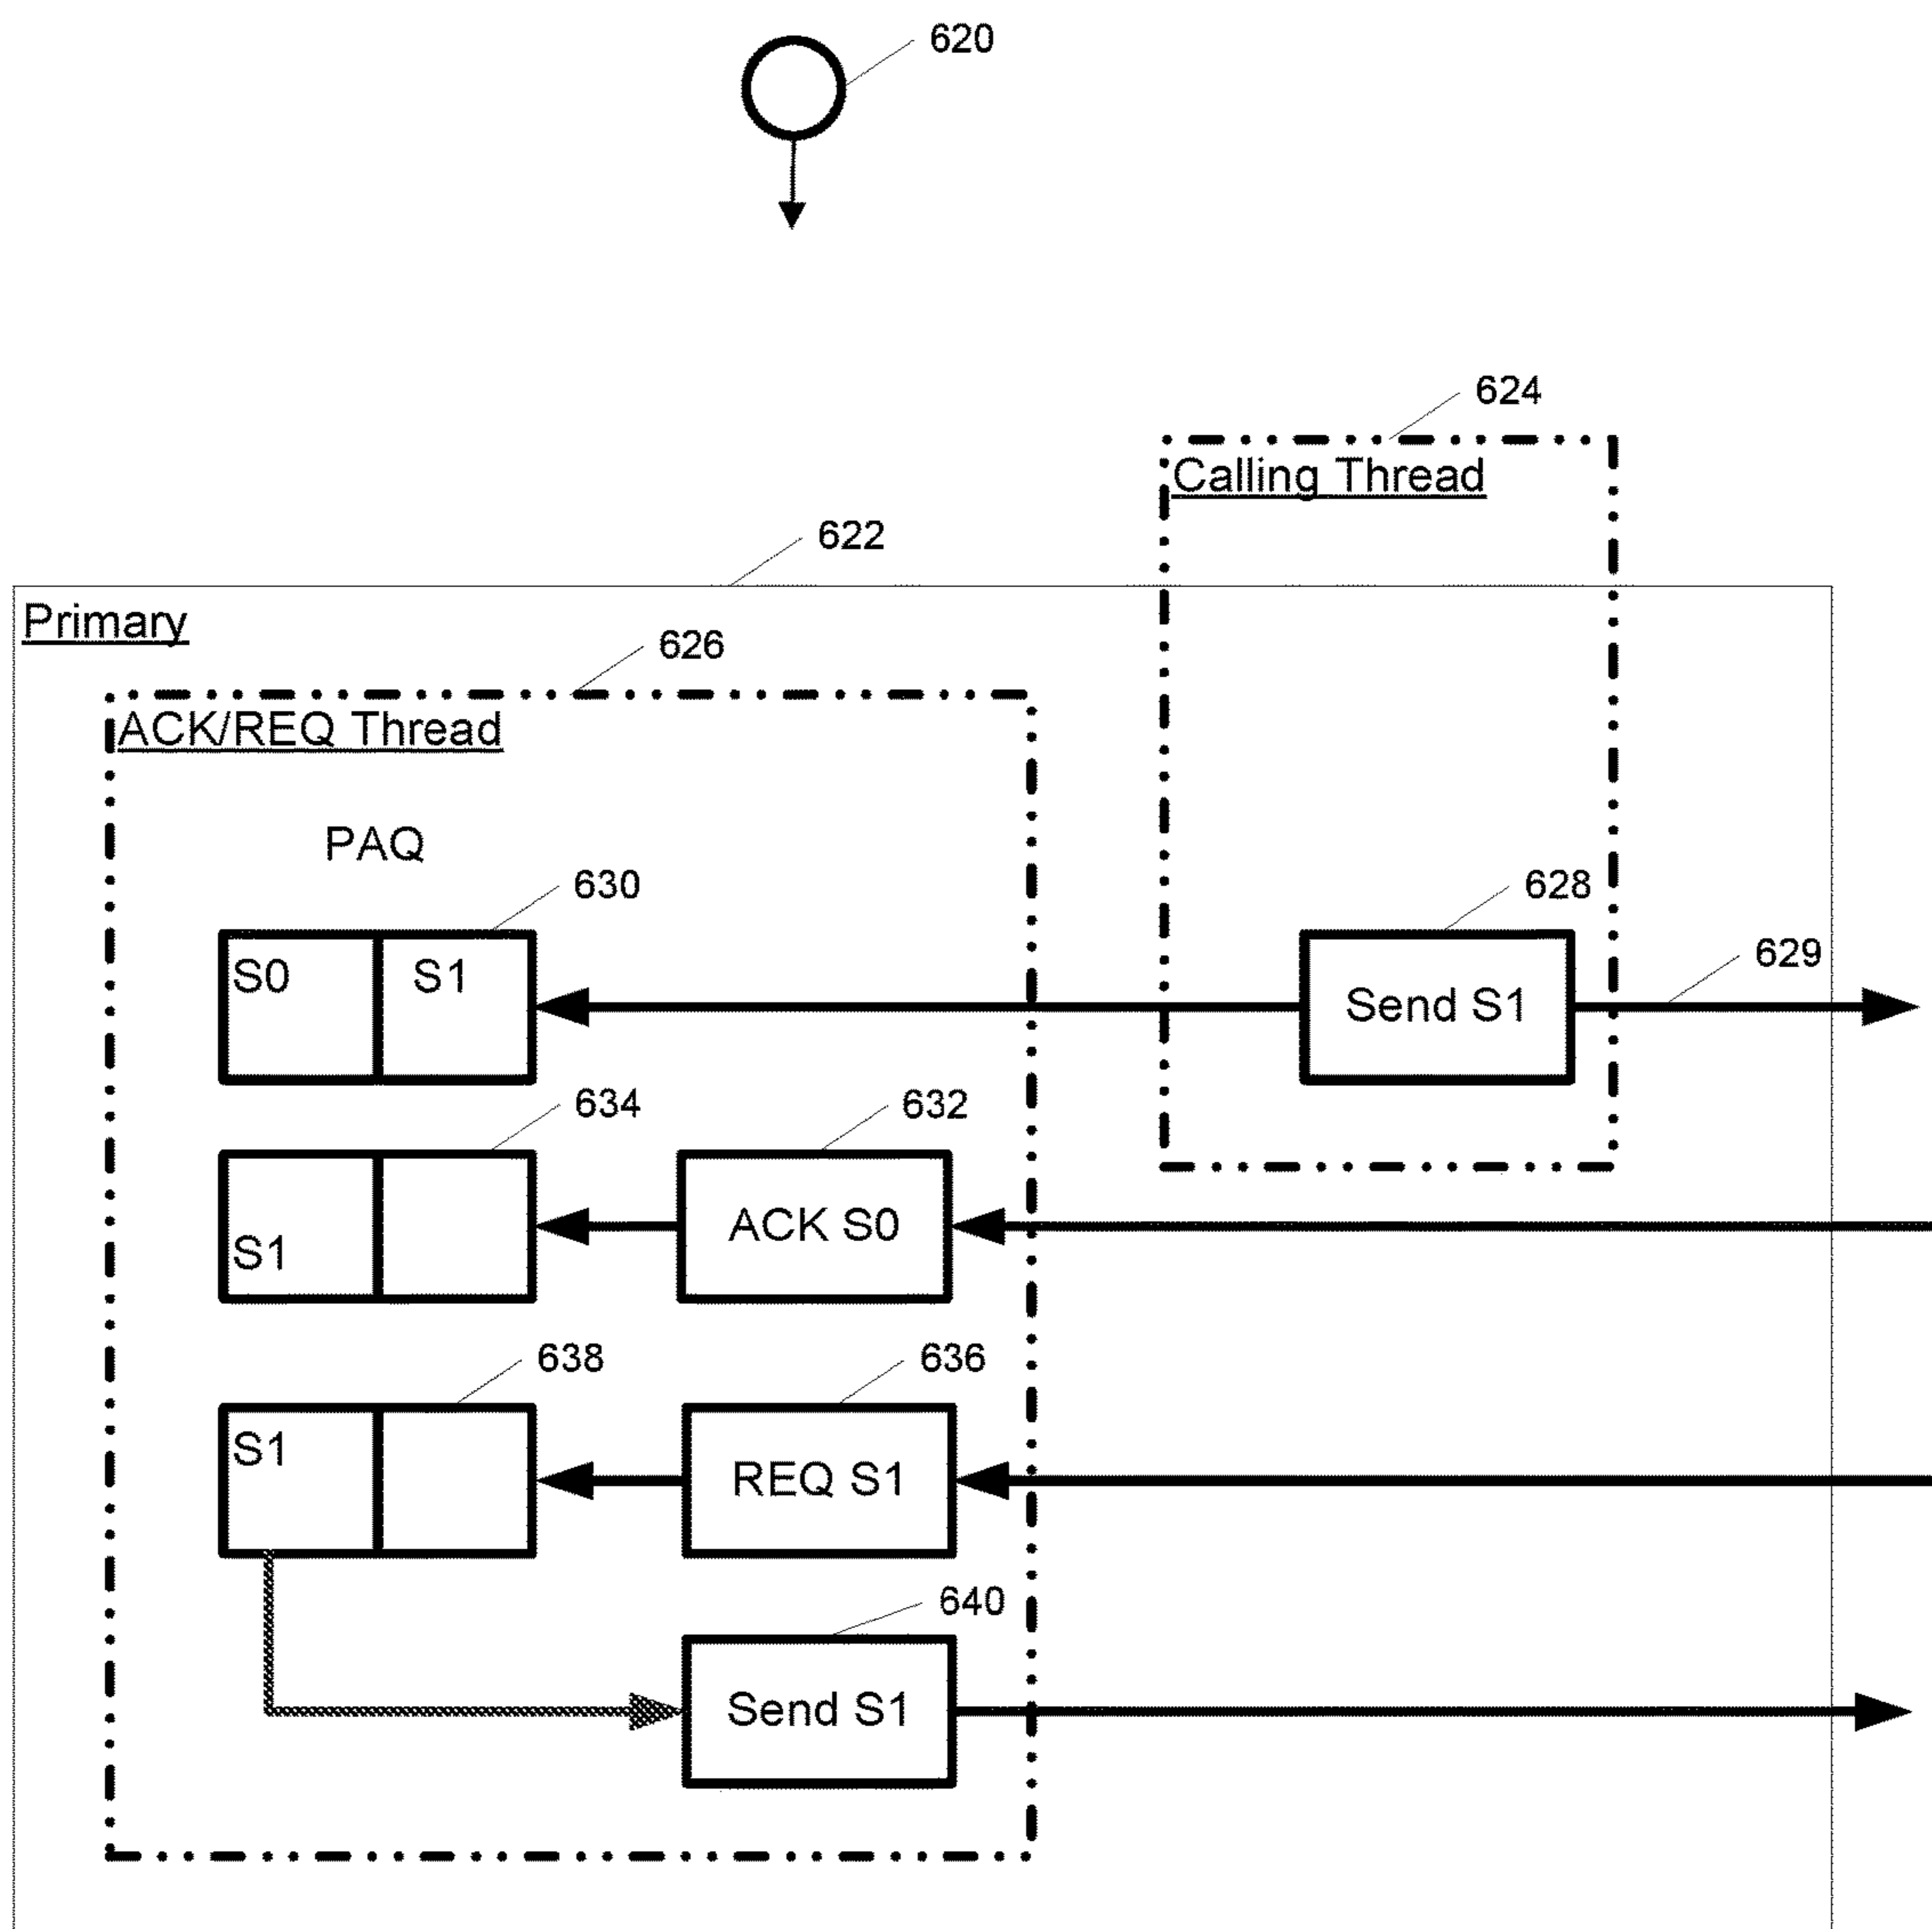 620
624
Calling Thread
622
Primary
626
ACK/REQ Thread
PAQ
630
628
629
S0
S1
Send S1
634
632
S1
ACK S0
638
636
S1
REQ S1
640
Send S1